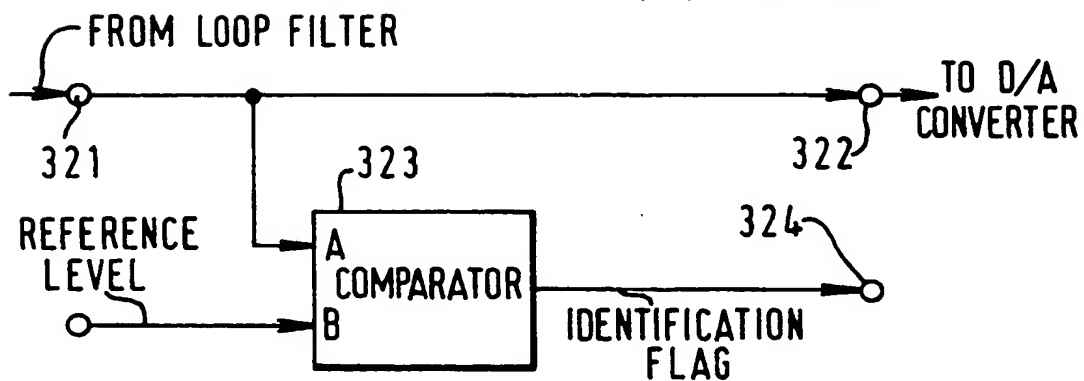 FROM LOOP FILTER
321
322
TO D/A
CONVERTER
323
324
REFERENCE
LEVEL
A
COMPARATOR
B
IDENTIFICATION
FLAG